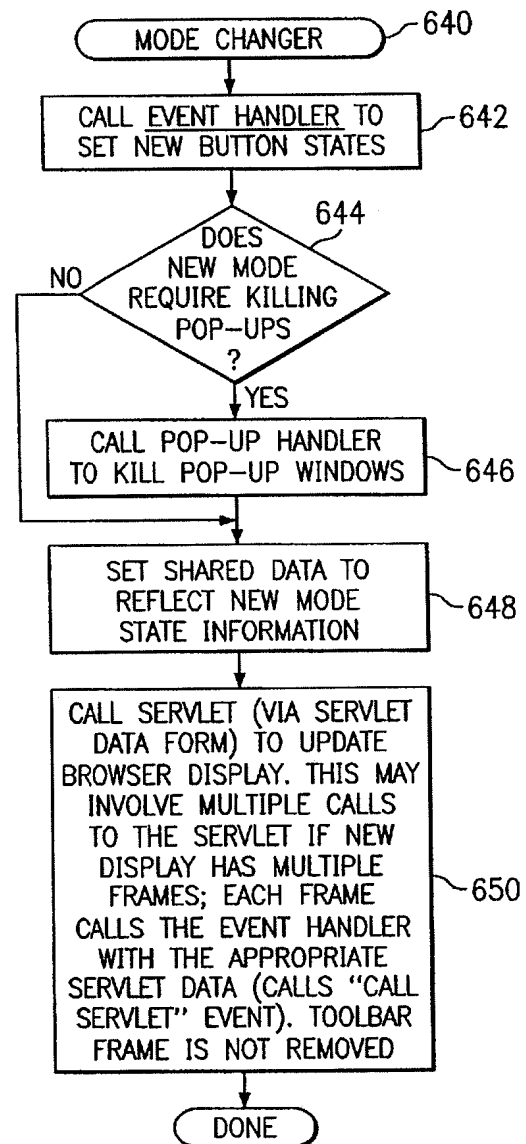 MODE CHANGER
640
CALL EVENT HANDLER TO
SET NEW BUTTON STATES
642
644
DOES
NEW MODE
REQUIRE KILLING
POP-UPS
?
NO
YES
CALL POP-UP HANDLER
TO KILL POP-UP WINDOWS
646
SET SHARED DATA TO
REFLECT NEW MODE
STATE INFORMATION
648
CALL SERVLET (VIA SERVLET
DATA FORM) TO UPDATE
BROWSER DISPLAY. THIS MAY
INVOLVE MULTIPLE CALLS
TO THE SERVLET IF NEW
DISPLAY HAS MULTIPLE
FRAMES; EACH FRAME
CALLS THE EVENT HANDLER
WITH THE APPROPRIATE
SERVLET DATA (CALLS "CALL
SERVLET" EVENT). TOOLBAR
FRAME IS NOT REMOVED
650
DONE